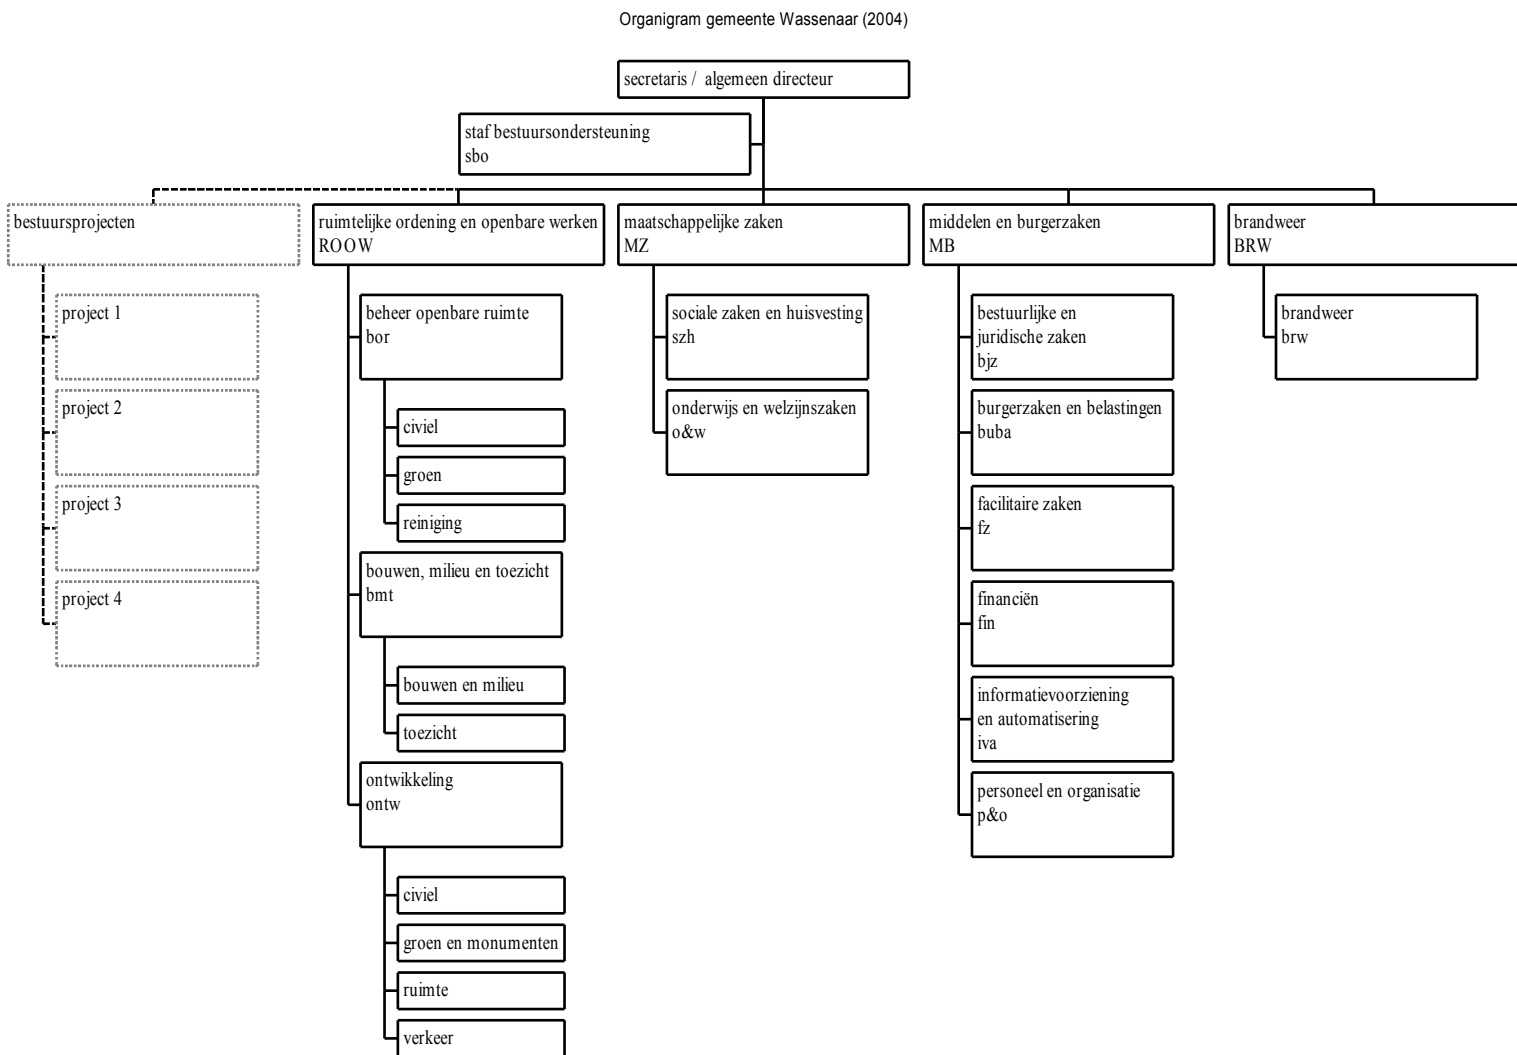 Organigram gemeente Wassenaar (2004)
secretaris / algemeen directeur
staf bestuursondersteuning
sbo
bestuursprojecten
project 1
project 2
project 3
project 4
ruimtelijke ordening en openbare werken
ROOW
beheer openbare ruimte
bor
civiel
groen
reiniging
bouwen, milieu en toezicht
bmt
bouwen en milieu
toezicht
ontwikkeling
ontw
civiel
groen en monumenten
ruimte
verkeer
maatschappelijke zaken
MZ
sociale zaken en huisvesting
szh
onderwijs en welzijnszaken
o&w
middelen en burgerzaken
MB
bestuurlijke en
juridische zaken
bjz
burgerzaken en belastingen
buba
facilitaire zaken
fz
financiën
fin
informatievoorziening
en automatisering
iva
personeel en organisatie
p&o
brandweer
BRW
brandweer
brw